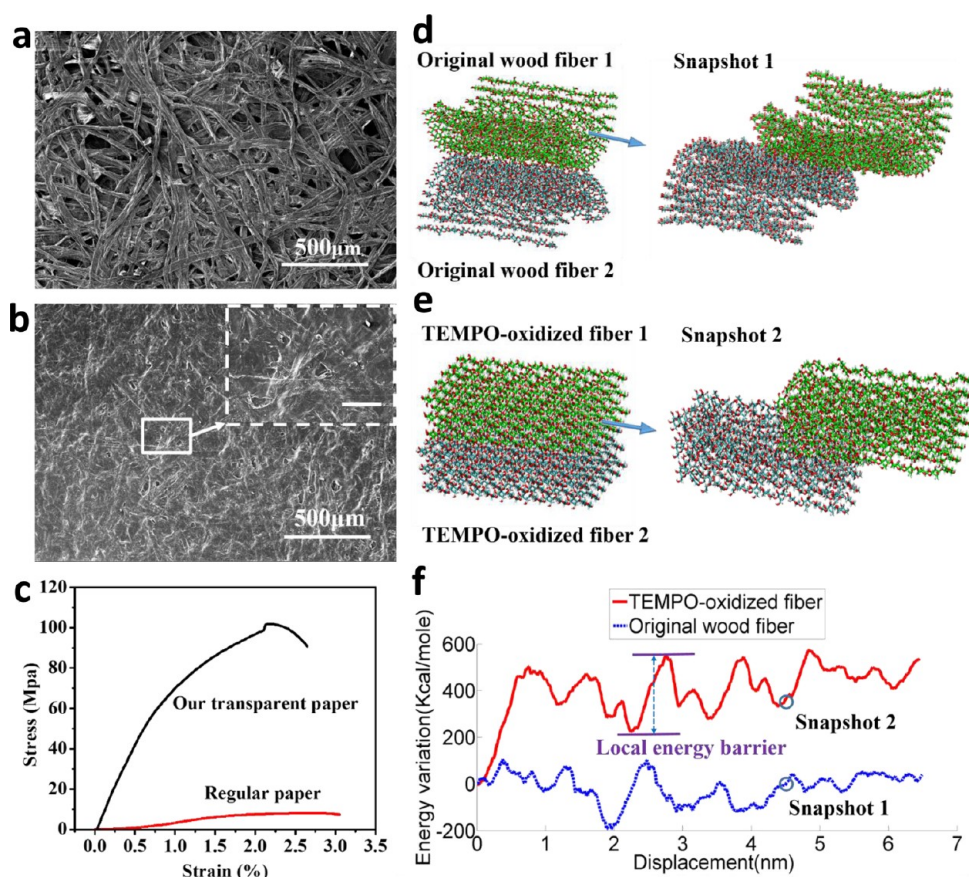 a
500μm
b
500μm
c
120
100
80
60
40
20
0
Stress (Mpa)
Our transparent paper
Regular paper
0.0 0.5 1.0 1.5 2.0 2.5 3.0 3.5
Strain (%)
d
Original wood fiber 1
Snapshot 1
Original wood fiber 2
e
TEMPO-oxidized fiber 1
Snapshot 2
TEMPO-oxidized fiber 2
f
TEMPO-oxidized fiber
Original wood fiber
Energy variation(Kcal/mole)
600
400
200
0
-200
Local energy barrier
Snapshot 2
Snapshot 1
0 1 2 3 4 5 6 7
Displacement(nm)